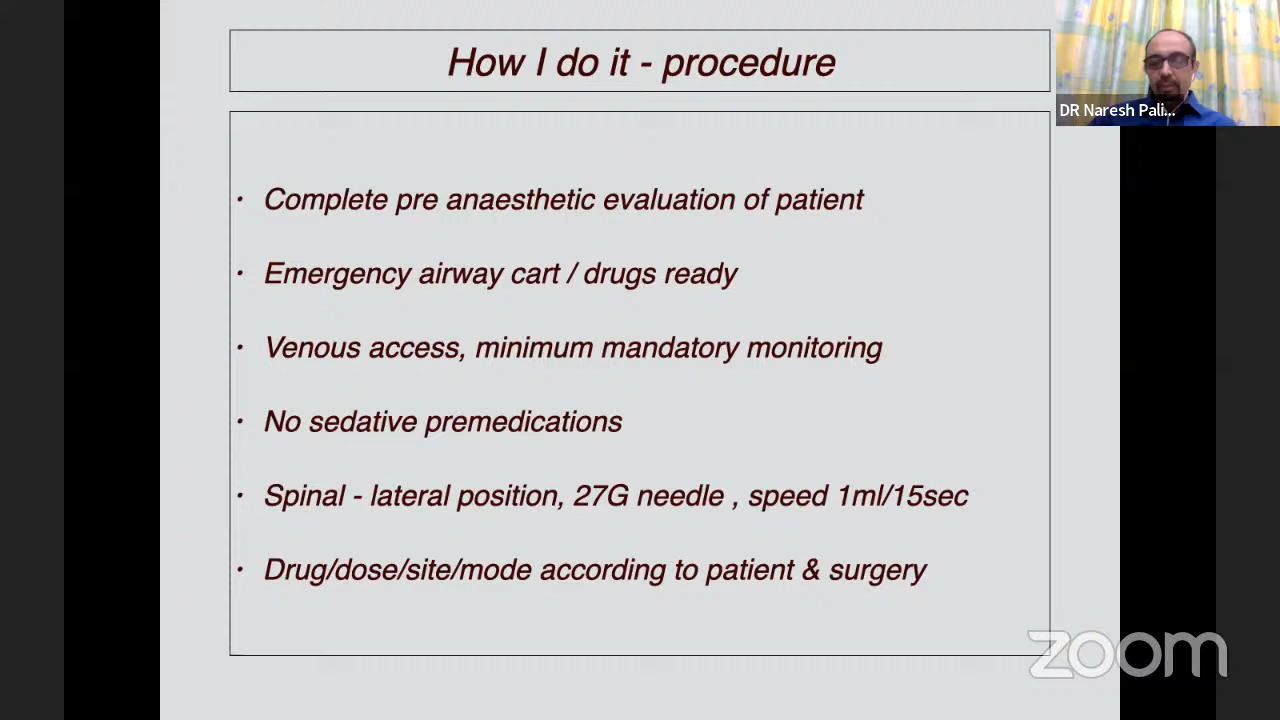 How I do it - procedure
DR Naresh Pali...
• Complete pre anaesthetic evaluation of patient
• Emergency airway cart / drugs ready
• Venous access, minimum mandatory monitoring
• No sedative premedications
• Spinal - lateral position, 27G needle , speed 1ml/15sec
• Drug/dose/site/mode according to patient & surgery
zoom